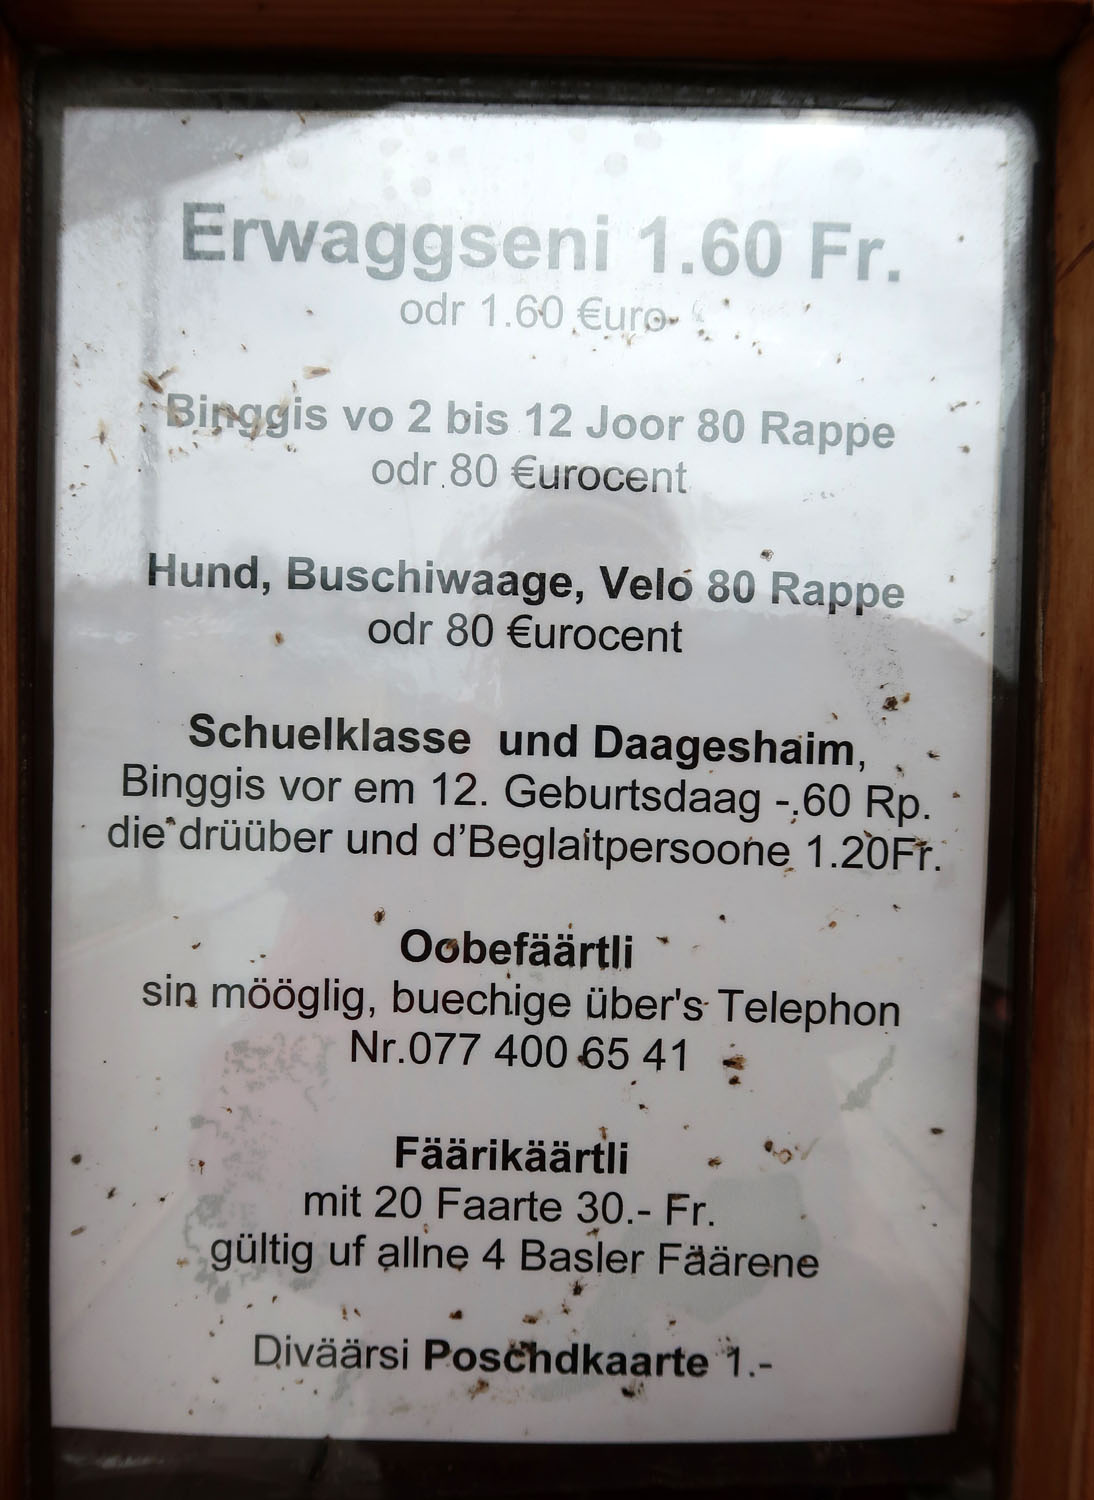 Erwaggseni 1.60 Fr.
odr 1.60 €uro
Binggis vo 2 bis 12 Joor 80 Rappe
odr 80 €urocent
Hund, Buschiwaage, Velo 80 Rappe
odr 80 €urocent
Schuelklasse und Daageshaim,
Binggis vor em 12. Geburtsdaag -.60 Rp.
die drüüber und d'Beglaitpersoone 1.20Fr.
Oobefäärtli
sin mööglig, buechige über's Telephon
Nr.077 400 65 41
Fäärikäärtli
mit 20 Faarte 30.- Fr.
gültig uf allne 4 Basler Fäärene
Diväärsi Poschdkaarte 1.-